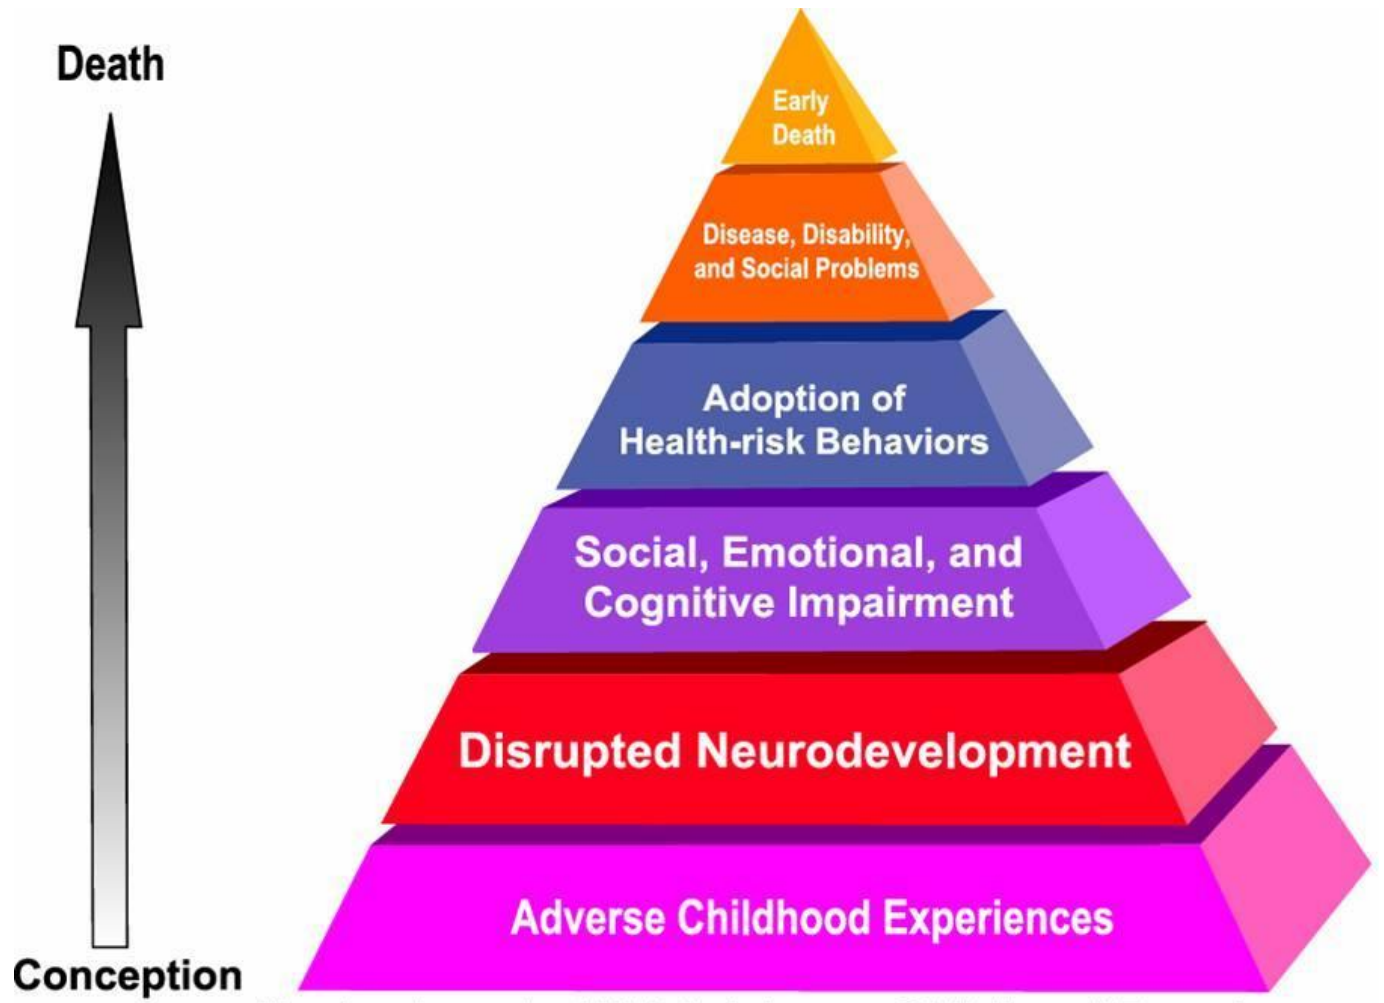 Death
Early
Death
Disease, Disability,
and Social Problems
Adoption of
Health-risk Behaviors
Social, Emotional, and
Cognitive Impairment
Disrupted Neurodevelopment
Adverse Childhood Experiences
Conception